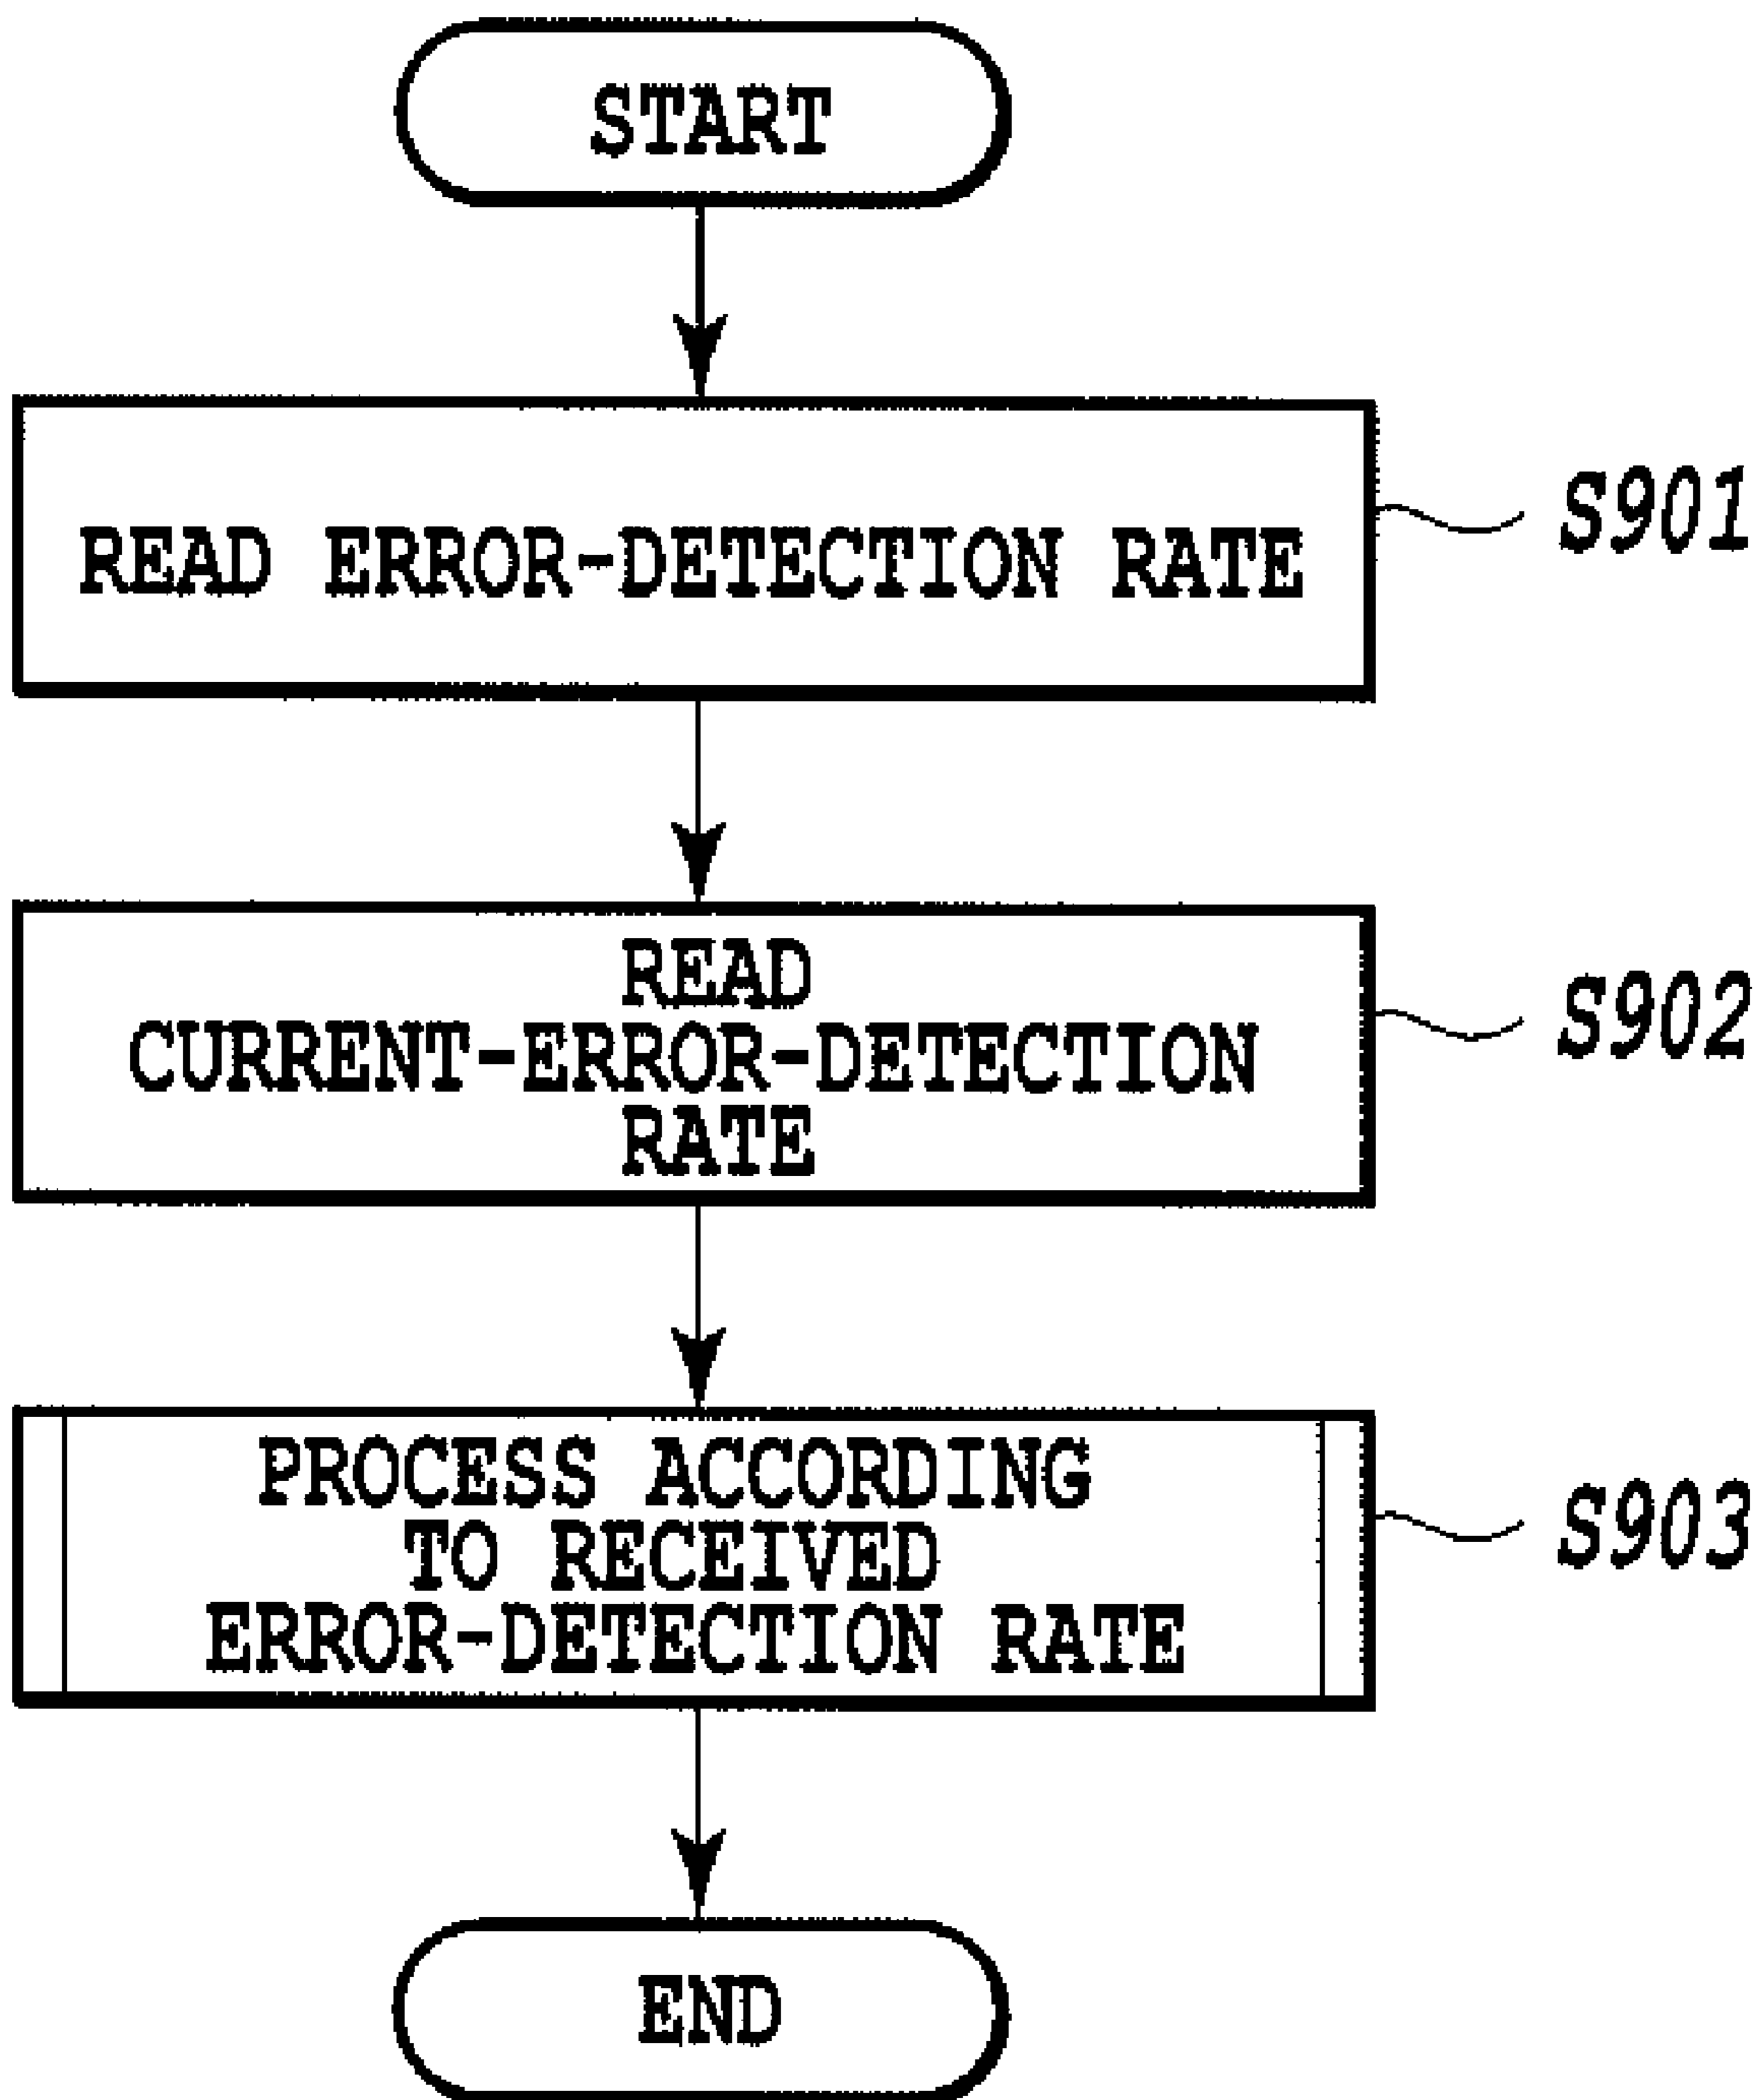 START
READ ERROR-DETECTION RATE
S901
READ
CURRENT-ERROR-DETECTION
RATE
S902
PROCESS ACCORDING
TO RECEIVED
ERROR-DETECTION RATE
S903
END